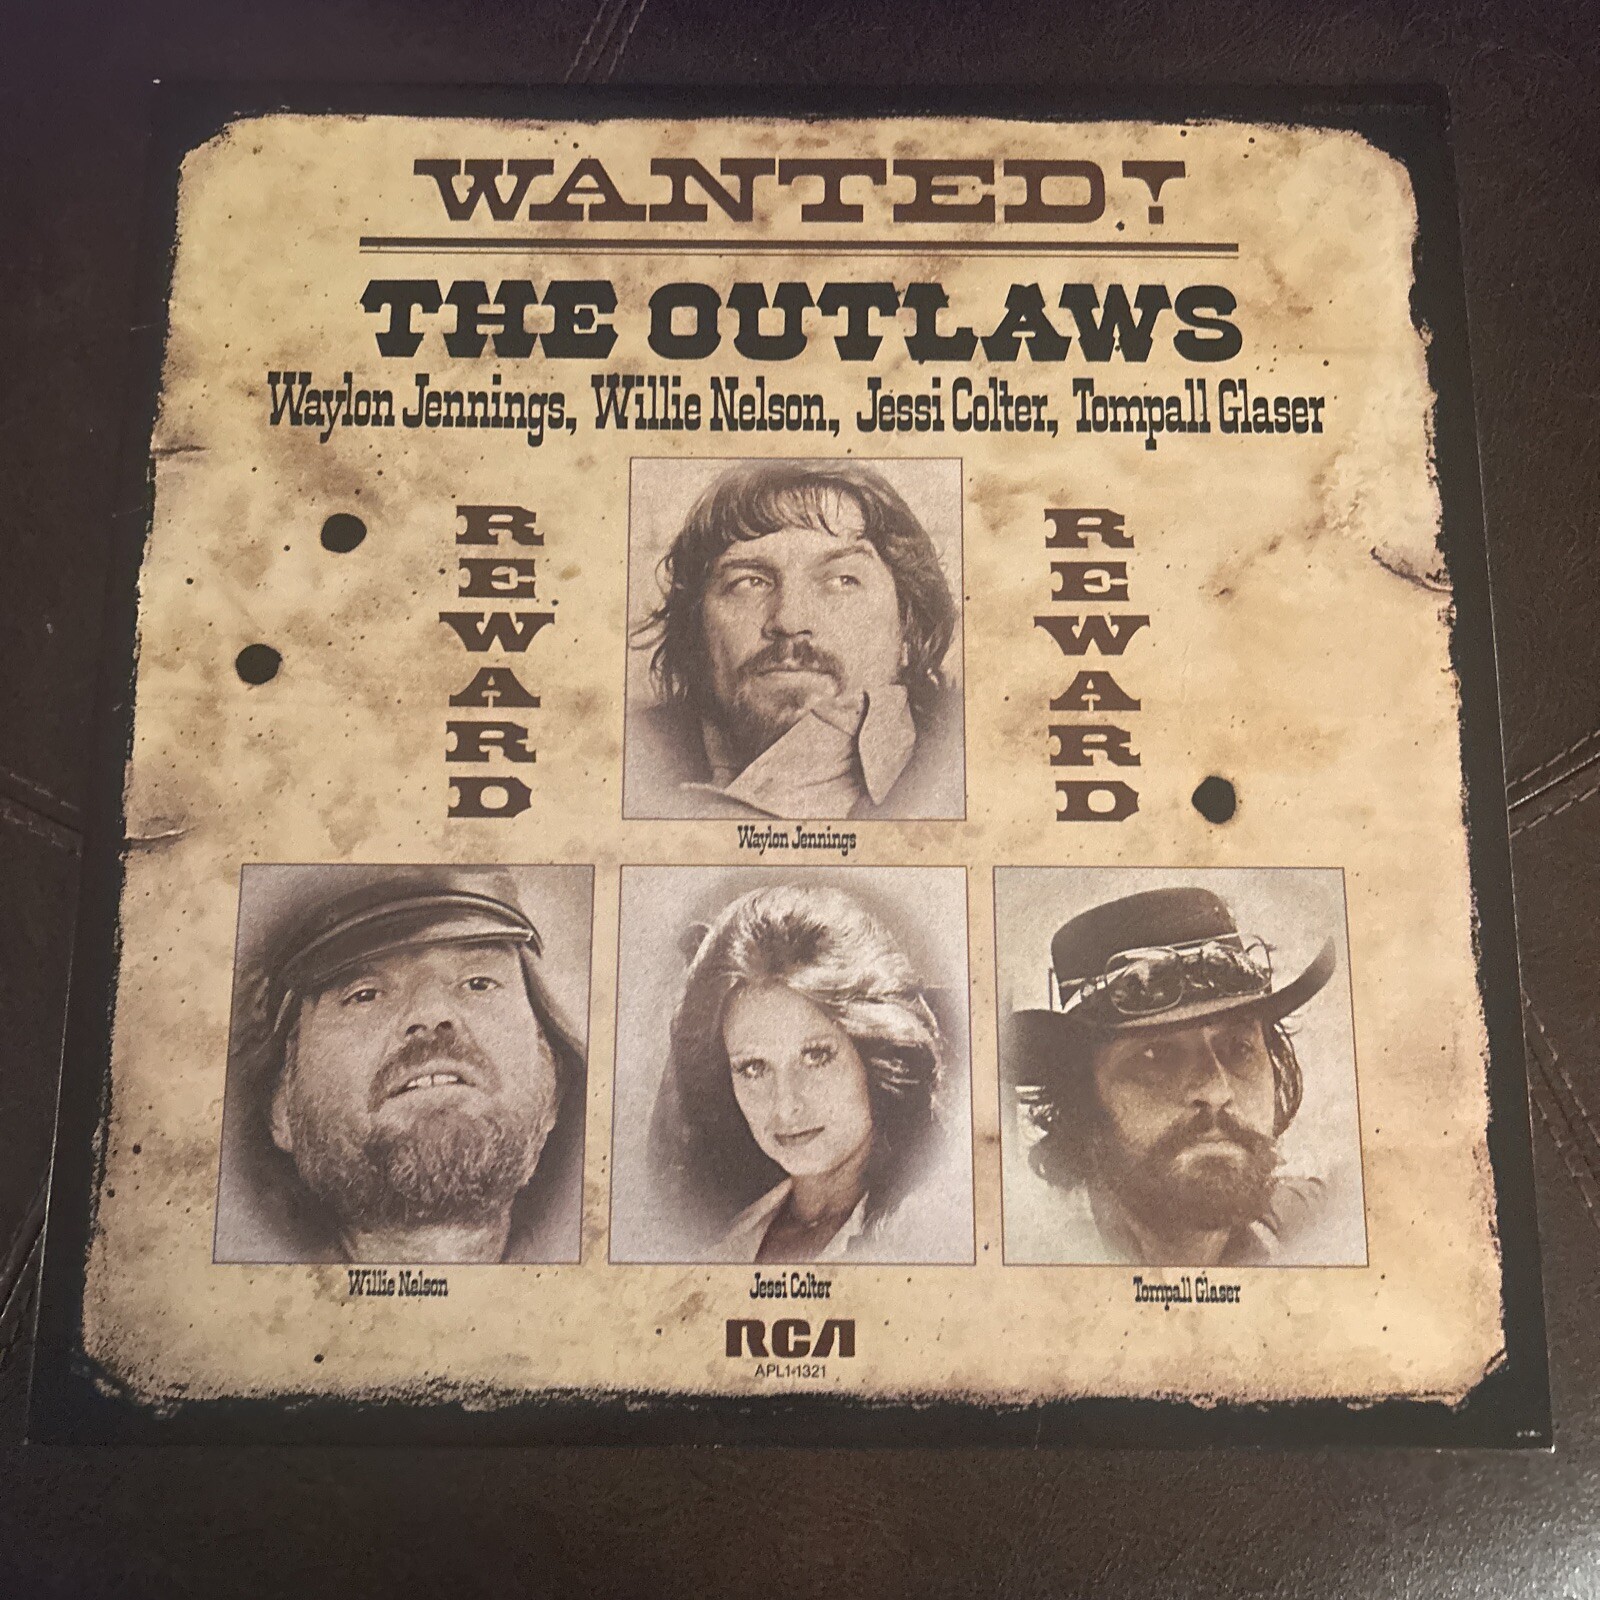 WANTED!
THE OUTLAWS
Waylon Jennings, Willie Nelson, Jessi Colter, Tompall Glaser
REWARD
REWARD
Waylon Jennings
Willie Nelson
Jessi Colter
Tompall Glaser
RCA
APL1-1321